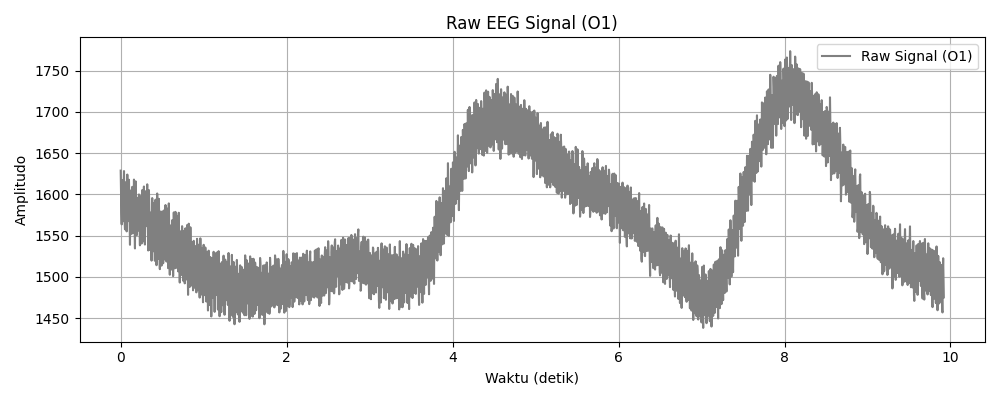 Raw EEG Signal (O1)
Raw Signal (O1)
Amplitudo
1750
1700
1650
1600
1550
1500
1450
0 2 4 6 8 10
Waktu (detik)